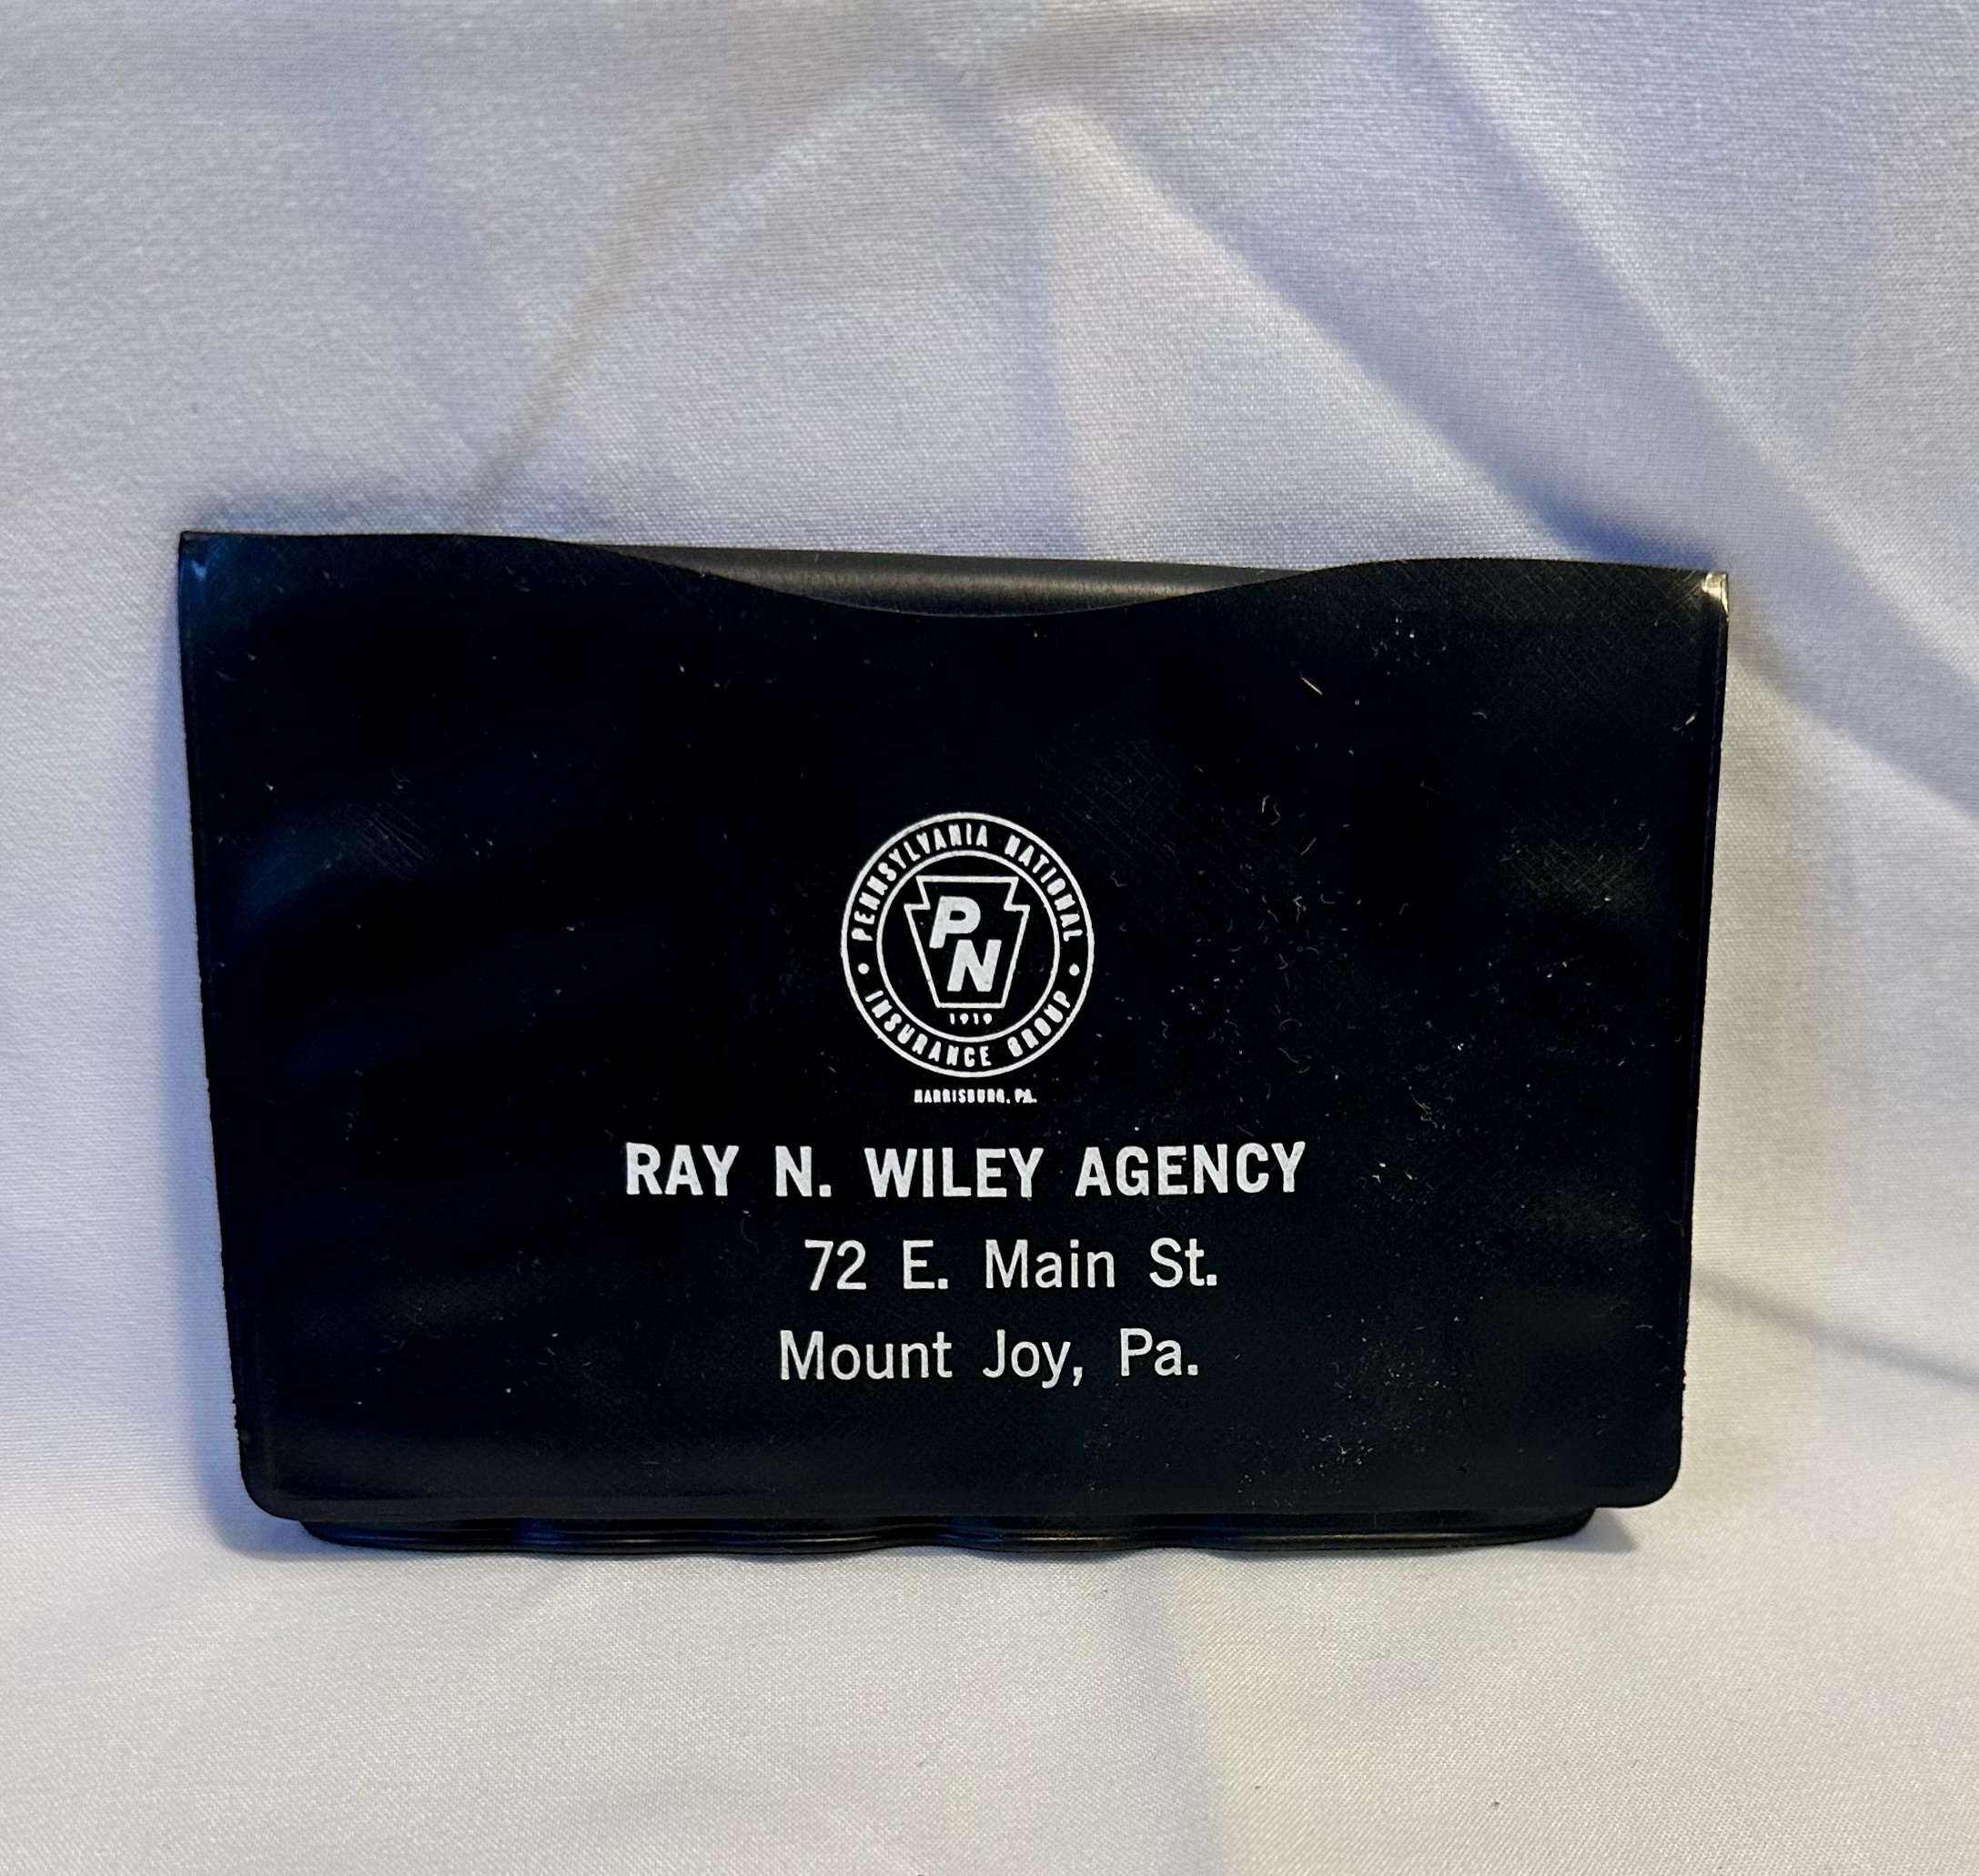 PENNSYLVANIA NATIONAL
PN
1919
INSURANCE GROUP
HARRISBURG, PA.
RAY N. WILEY AGENCY
72 E. Main St.
Mount Joy, Pa.